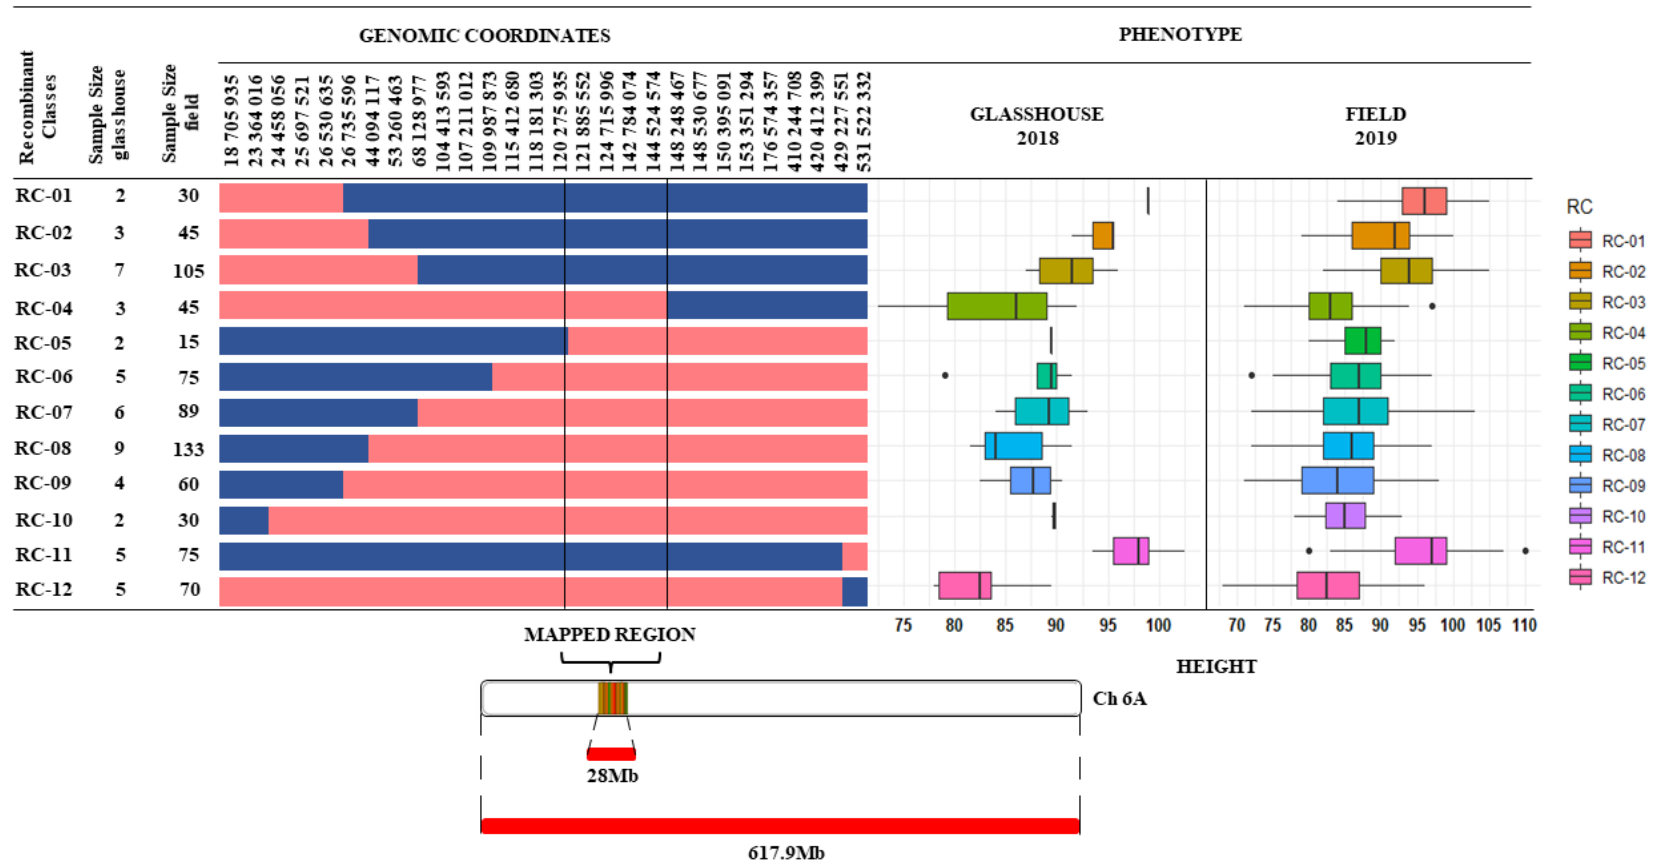 GENOMIC COORDINATES
PHENOTYPE
Recombinant
Classes
Sample Size
glasshouse
Sample Size
field
18 705 935
23 364 016
24 458 056
25 697 521
26 530 635
26 735 596
44 094 117
53 260 463
68 128 977
104 413 593
107 211 012
109 987 873
115 412 680
118 181 303
120 275 935
121 885 552
124 715 996
142 784 074
144 524 574
148 248 467
148 530 677
150 395 091
153 351 294
176 574 357
410 244 708
420 412 399
429 227 551
531 522 332
GLASSHOUSE
2018
FIELD
2019
RC-01 2 30
RC-02 3 45
RC-03 7 105
RC-04 3 45
RC-05 2 15
RC-06 5 75
RC-07 6 89
RC-08 9 133
RC-09 4 60
RC-10 2 30
RC-11 5 75
RC-12 5 70
RC
RC-01
RC-02
RC-03
RC-04
RC-05
RC-06
RC-07
RC-08
RC-09
RC-10
RC-11
RC-12
75 80 85 90 95 100
70 75 80 85 90 95 100 105 110
MAPPED REGION
HEIGHT
Ch 6A
28Mb
617.9Mb